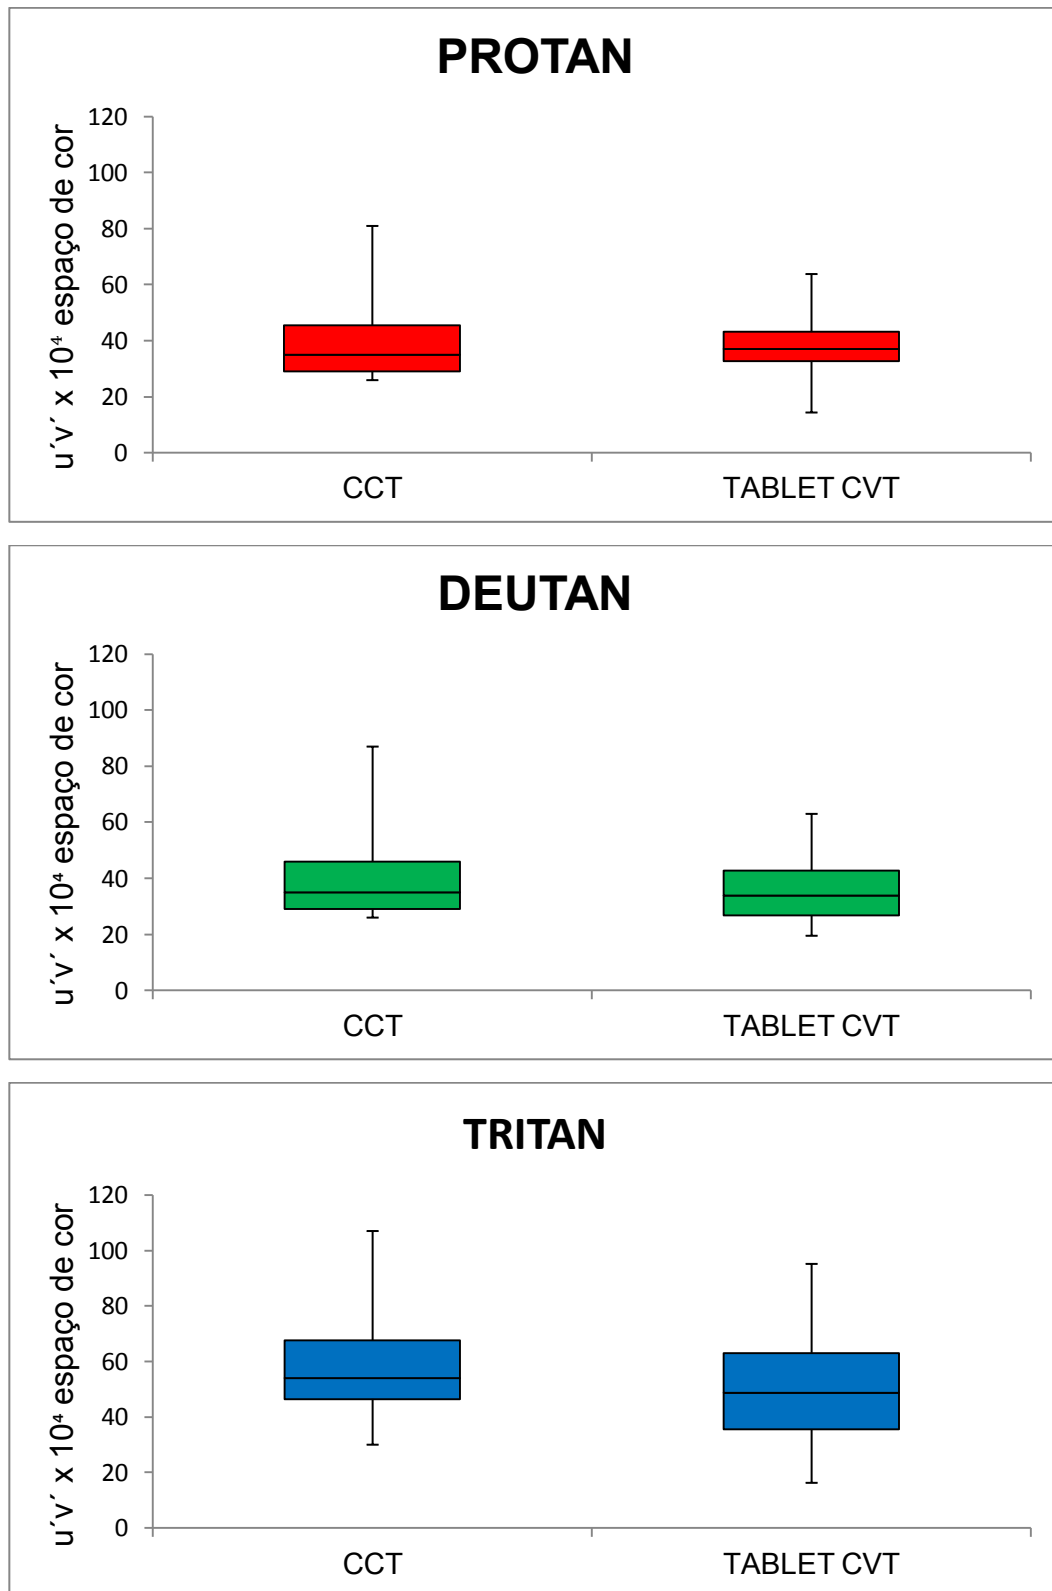 PROTAN
u´v´ x 10⁴ espaço de cor
120
100
80
60
40
20
0
CCT
TABLET CVT
DEUTAN
u´v´ x 10⁴ espaço de cor
120
100
80
60
40
20
0
CCT
TABLET CVT
TRITAN
u´v´ x 10⁴ espaço de cor
120
100
80
60
40
20
0
CCT
TABLET CVT